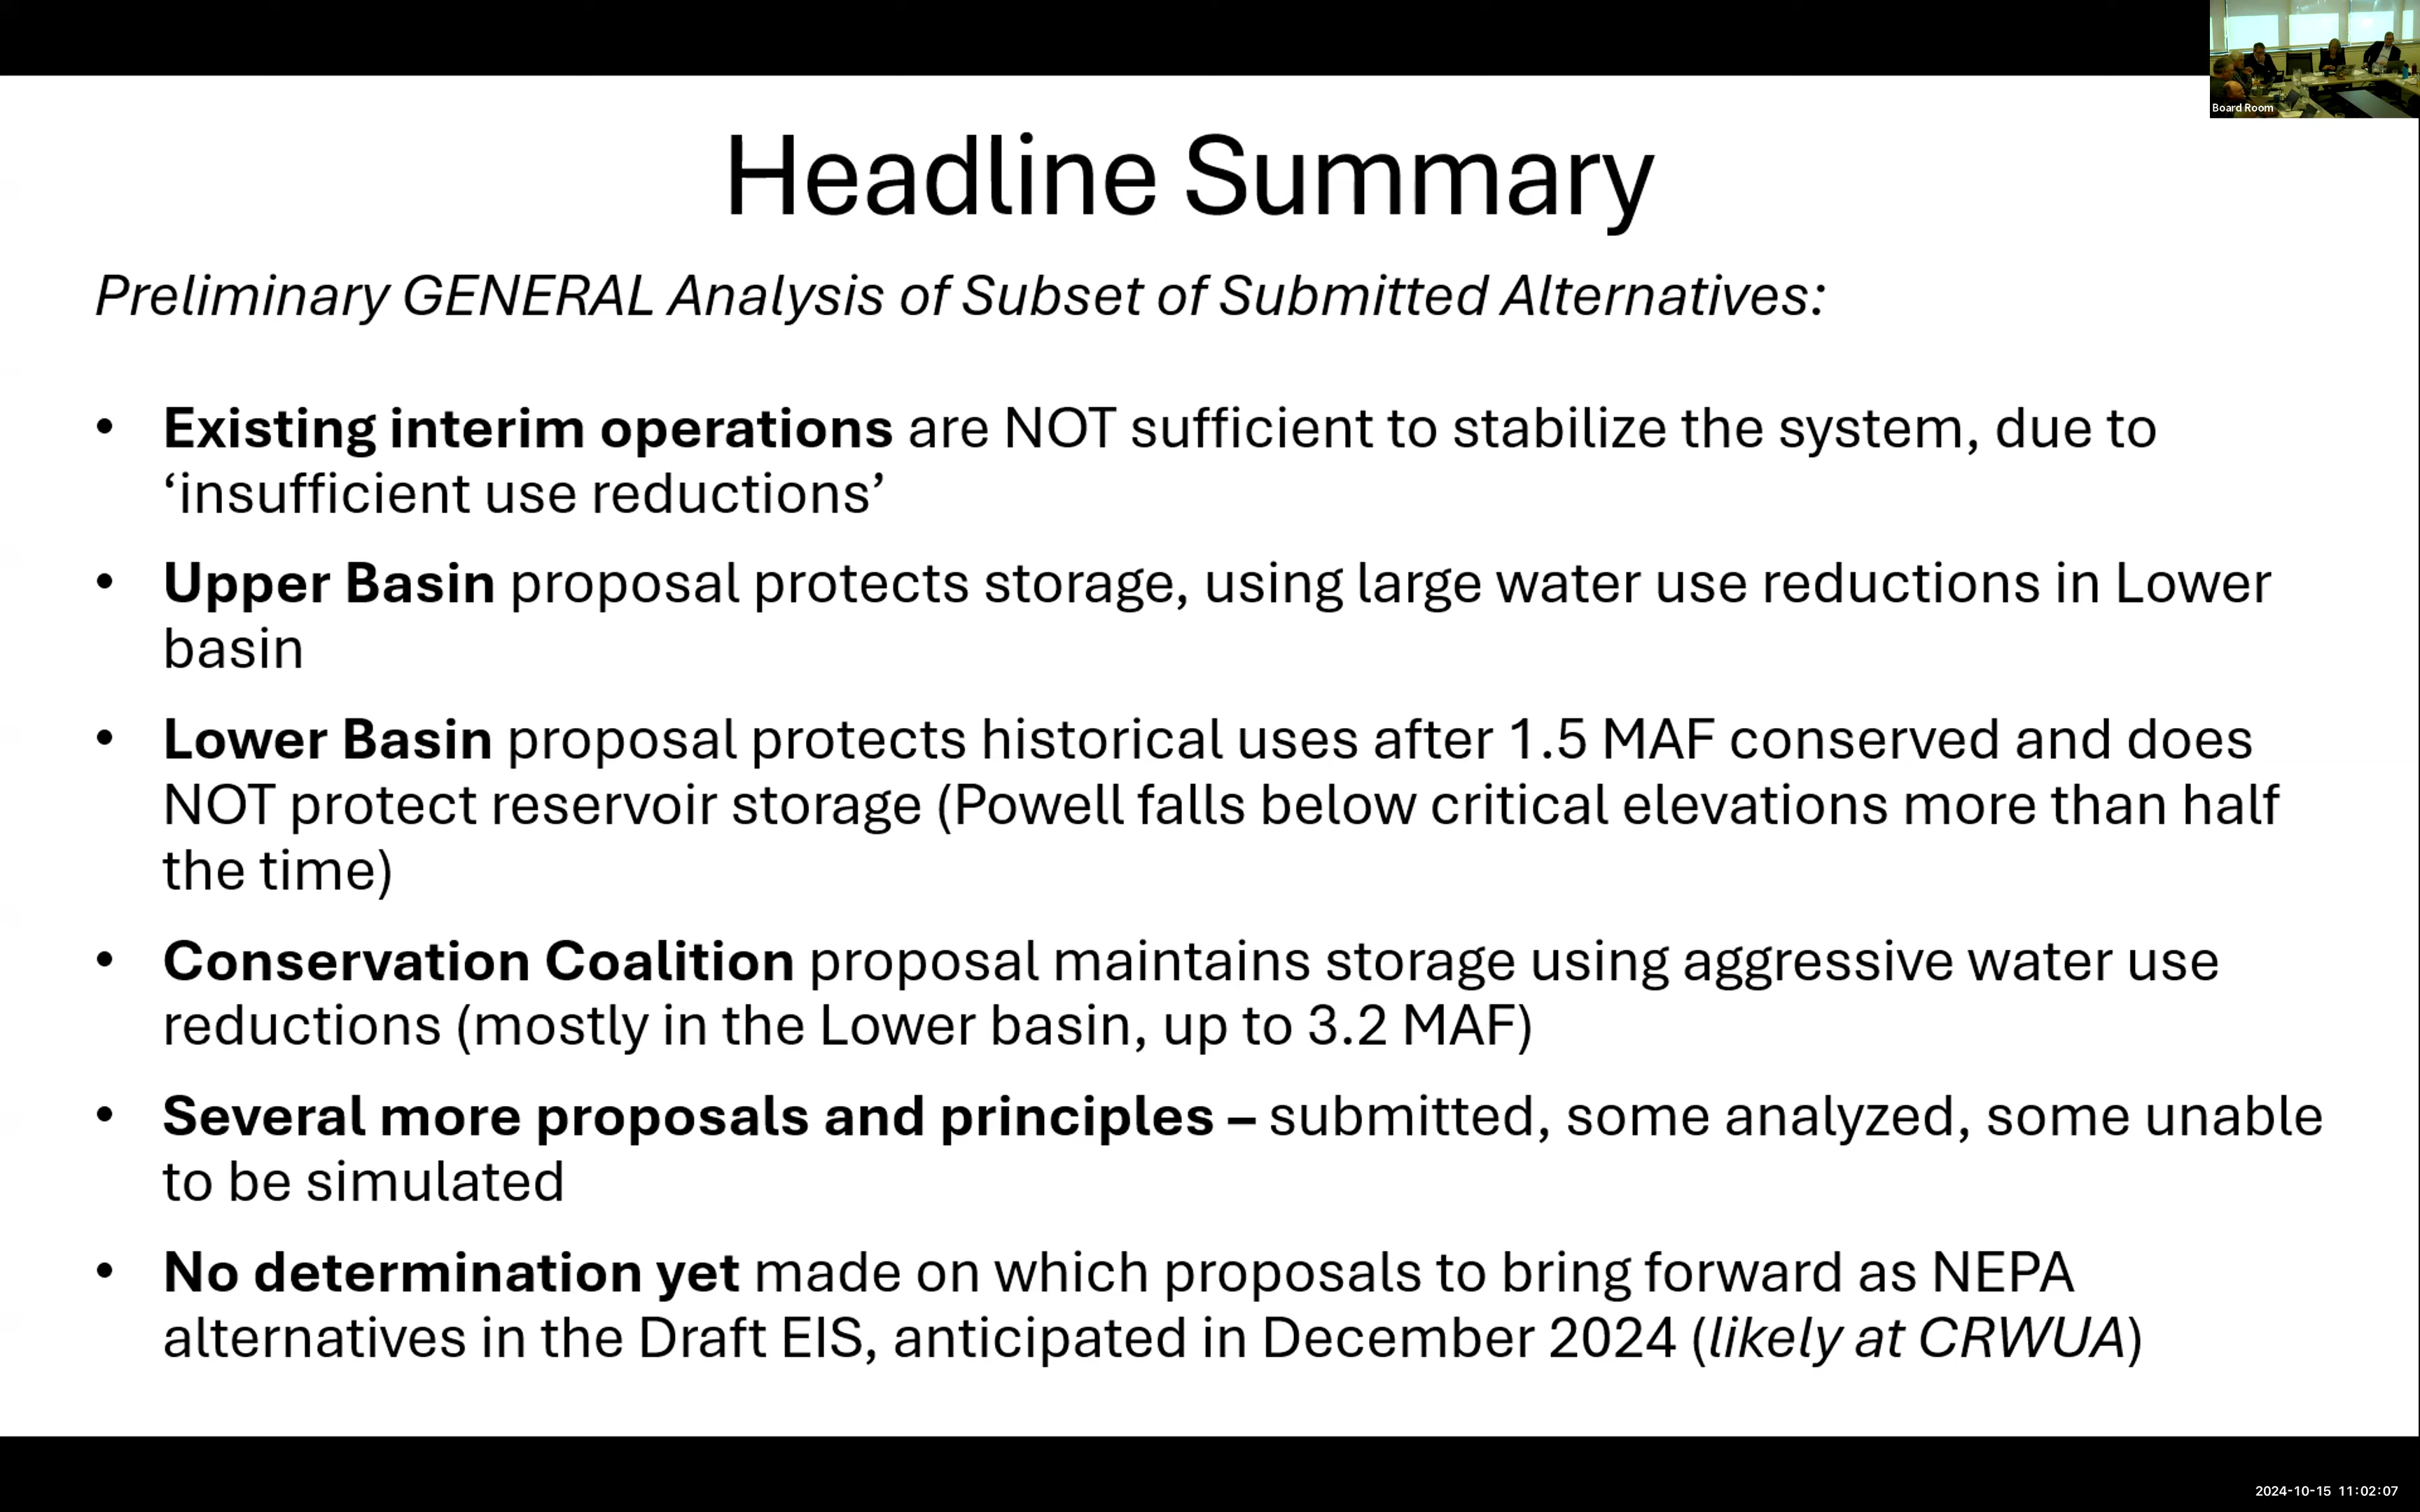 Board Room
Headline Summary
Preliminary GENERAL Analysis of Subset of Submitted Alternatives:
• Existing interim operations are NOT sufficient to stabilize the system, due to
‘insufficient use reductions’
• Upper Basin proposal protects storage, using large water use reductions in Lower
basin
• Lower Basin proposal protects historical uses after 1.5 MAF conserved and does
NOT protect reservoir storage (Powell falls below critical elevations more than half
the time)
• Conservation Coalition proposal maintains storage using aggressive water use
reductions (mostly in the Lower basin, up to 3.2 MAF)
• Several more proposals and principles – submitted, some analyzed, some unable
to be simulated
• No determination yet made on which proposals to bring forward as NEPA
alternatives in the Draft EIS, anticipated in December 2024 (likely at CRWUA)
2024-10-15 11:02:07